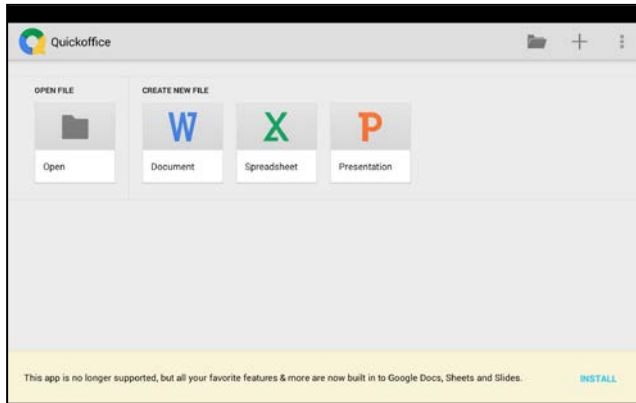 Quickoffice
OPEN FILE
CREATE NEW FILE
Open
Document
Spreadsheet
Presentation
This app is no longer supported, but all your favorite features & more are now built in to Google Docs, Sheets and Slides.
INSTALL